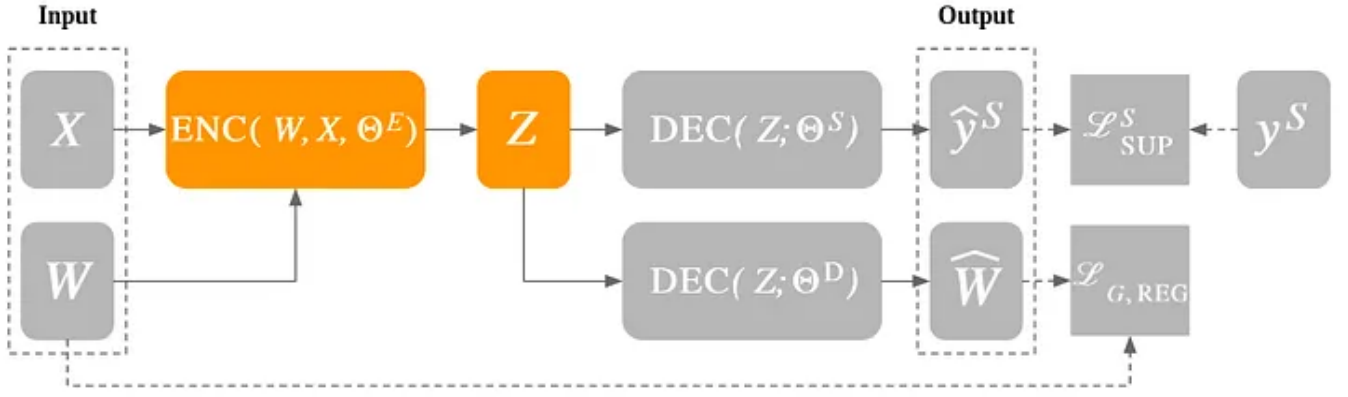 Input Output
X ENC( W, X, Θ^E) Z DEC( Z; Θ^S) ŷ^S ℒ^S_SUP y^S
W DEC( Z; Θ^D) Ŵ ℒ_G, REG